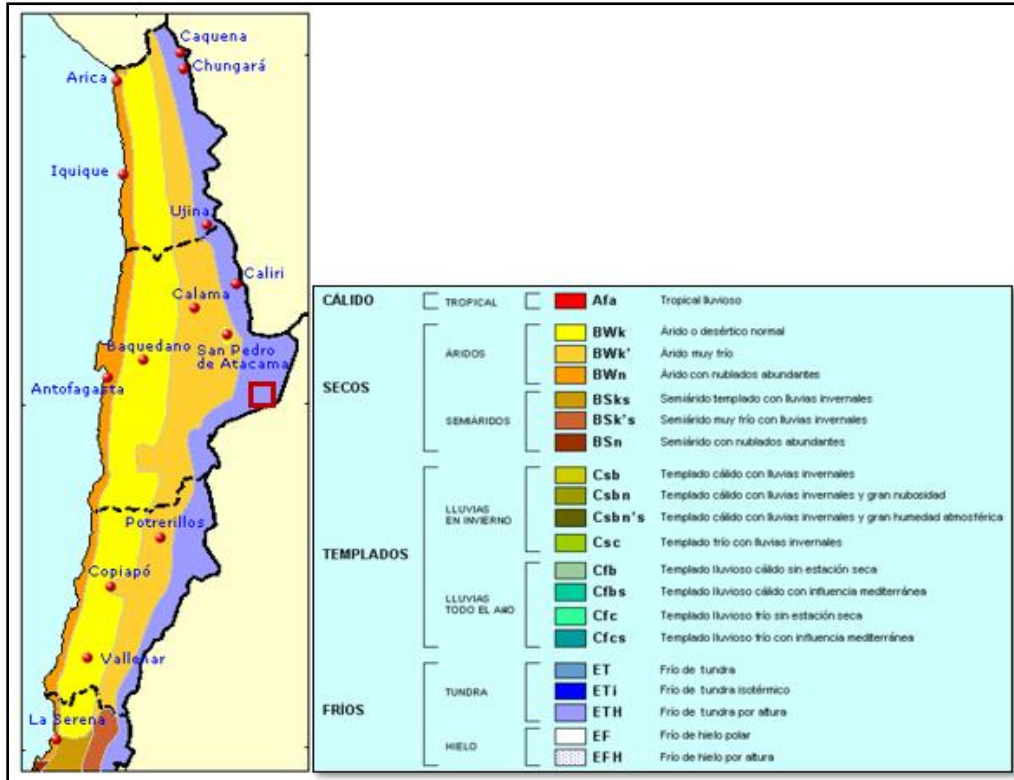 Caquena
Chungará
Arica
Iquique
Ujina
Caliri
Calama
Baquedano
San Pedro
de Atacama
Antofagasta
Potrerillos
Copiapó
Vallenar
La Serena
CÁLIDO
TROPICAL
Afa Tropical lluvioso
SECOS
ÁRIDOS
BWk Árido o desértico normal
BWk' Árido muy frío
BWn Árido con nublados abundantes
SEMIÁRIDOS
BSks Semiárido templado con lluvias invernales
BSk's Semiárido muy frío con lluvias invernales
BSn Semiárido con nublados abundantes
TEMPLADOS
LLUVIAS
EN INVIERNO
Csb Templado cálido con lluvias invernales
Csbn Templado cálido con lluvias invernales y gran nubosidad
Csbn's Templado cálido con lluvias invernales y gran humedad atmosférica
Csc Templado frío con lluvias invernales
LLUVIAS
TODO EL AÑO
Cfb Templado lluvioso cálido sin estación seca
Cfbs Templado lluvioso cálido con influencia mediterránea
Cfc Templado lluvioso frío sin estación seca
Cfcs Templado lluvioso frío con influencia mediterránea
FRÍOS
TUNDRA
ET Frío de tundra
ETi Frío de tundra isotérmico
ETH Frío de tundra por altura
HIELO
EF Frío de hielo polar
EFH Frío de hielo por altura